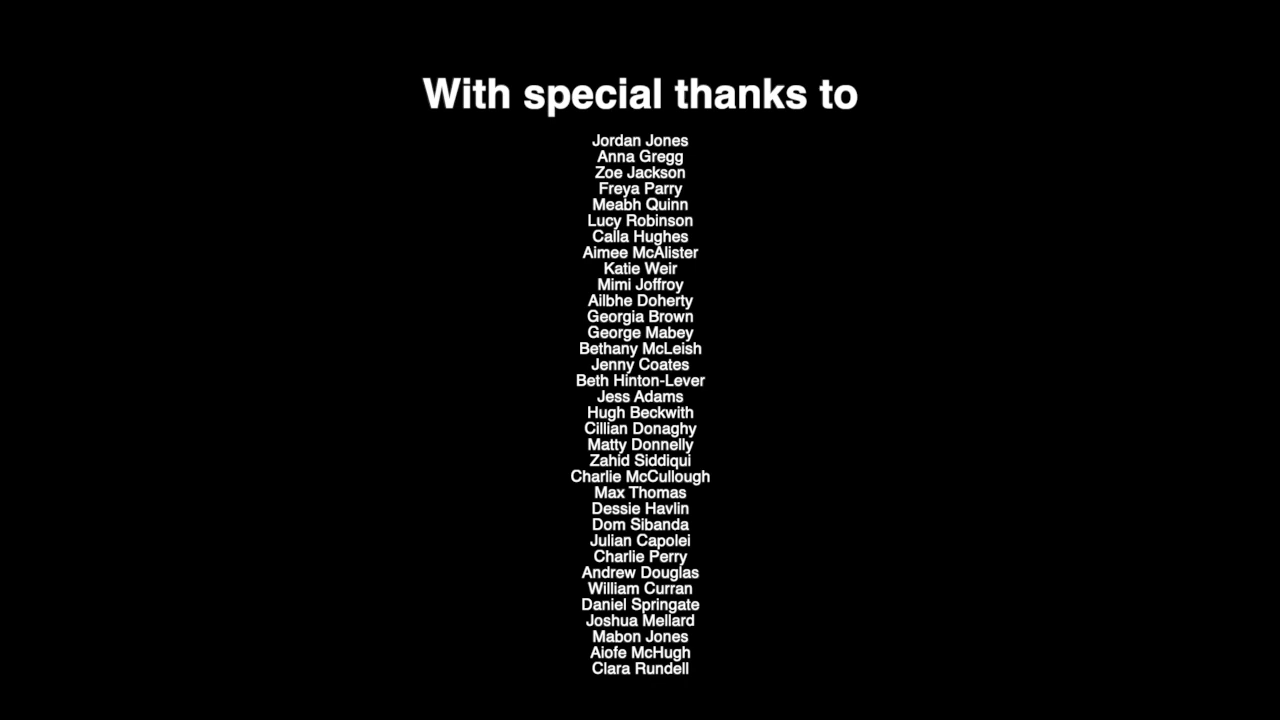 With special thanks to
Jordan Jones
Anna Gregg
Zoe Jackson
Freya Parry
Meabh Quinn
Lucy Robinson
Calla Hughes
Aimee McAlister
Katie Weir
Mimi Joffroy
Ailbhe Doherty
Georgia Brown
George Mabey
Bethany McLeish
Jenny Coates
Beth Hinton-Lever
Jess Adams
Hugh Beckwith
Cillian Donaghy
Matty Donnelly
Zahid Siddiqui
Charlie McCullough
Max Thomas
Dessie Havlin
Dom Sibanda
Julian Capolei
Charlie Perry
Andrew Douglas
William Curran
Daniel Springate
Joshua Mellard
Mabon Jones
Aiofe McHugh
Clara Rundell